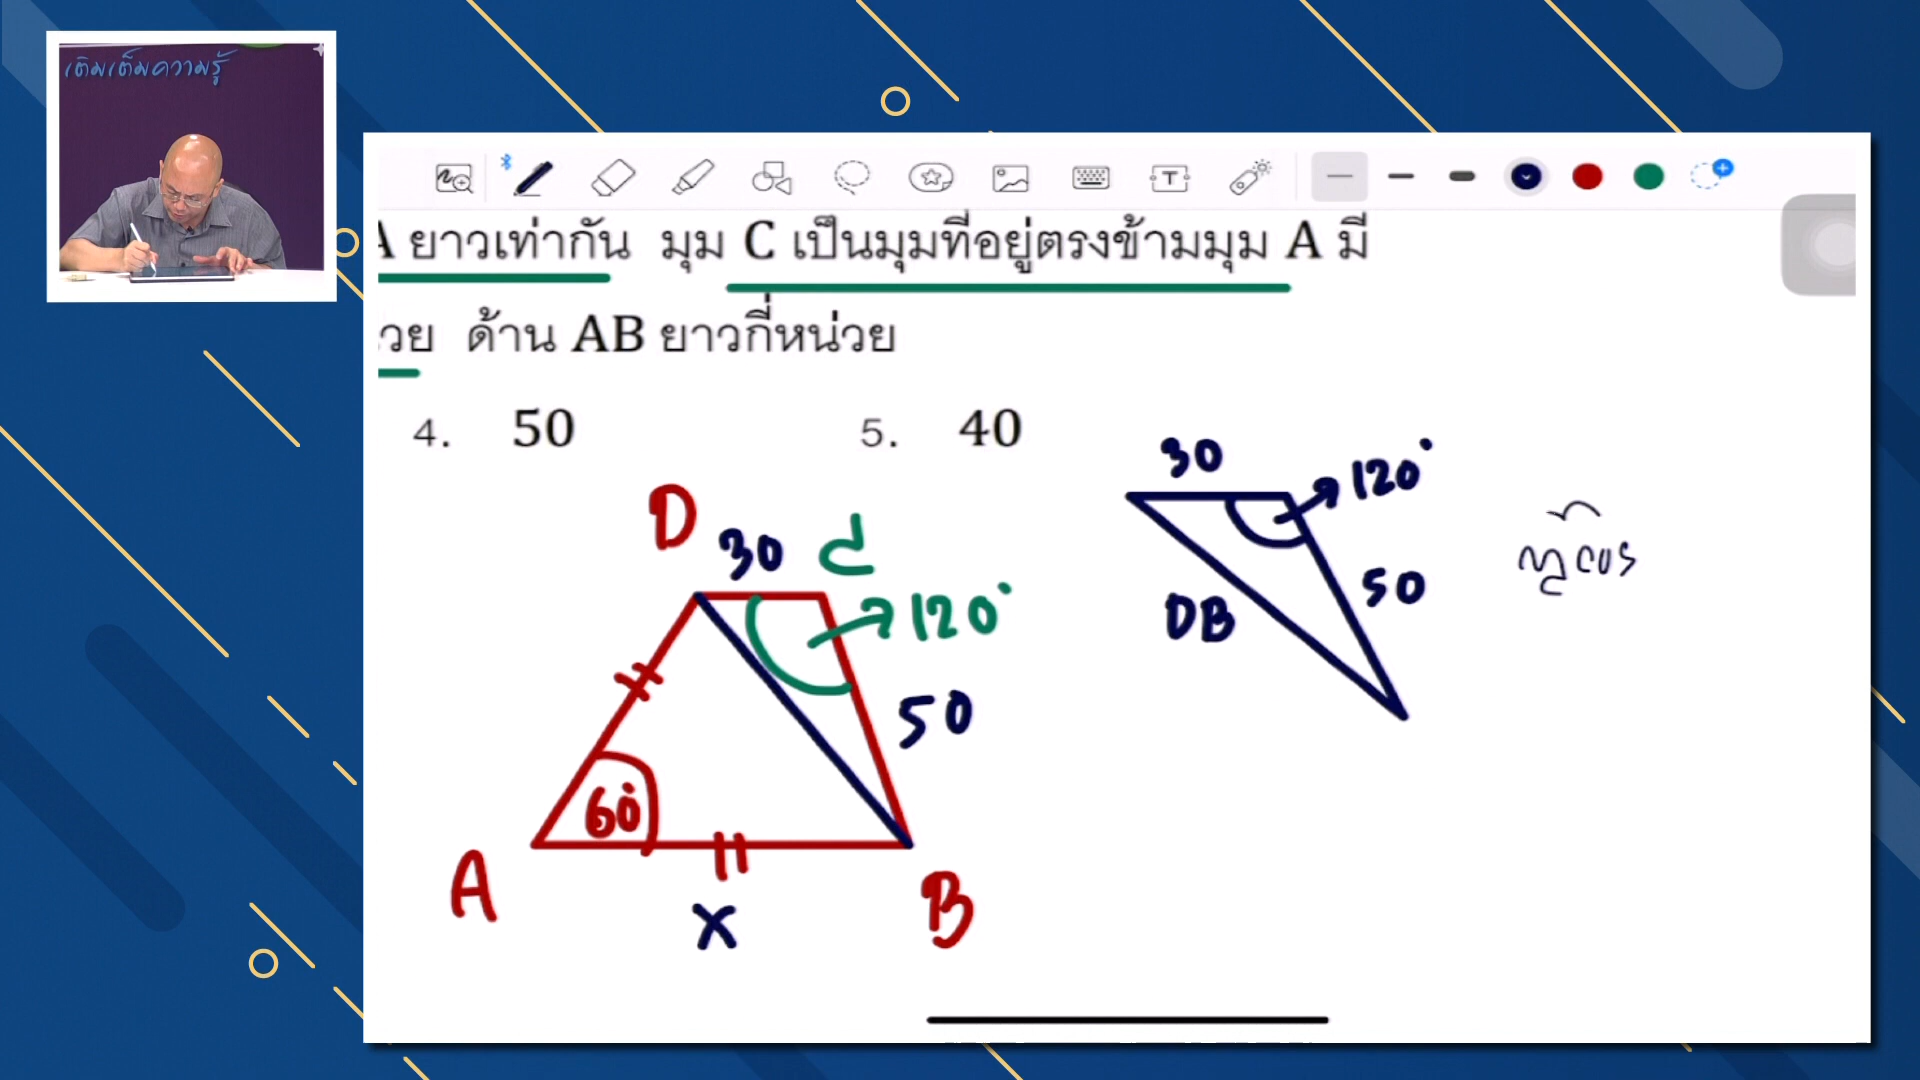 เติมเต็มความรู้
A ยาวเท่ากัน มุม C เป็นมุมที่อยู่ตรงข้ามมุม A มี
วย ด้าน AB ยาวกี่หน่วย
4. 50 5. 40
D 30 C
120°
50
60°
A B
X
30
120°
50
DB
กฎ cos
T